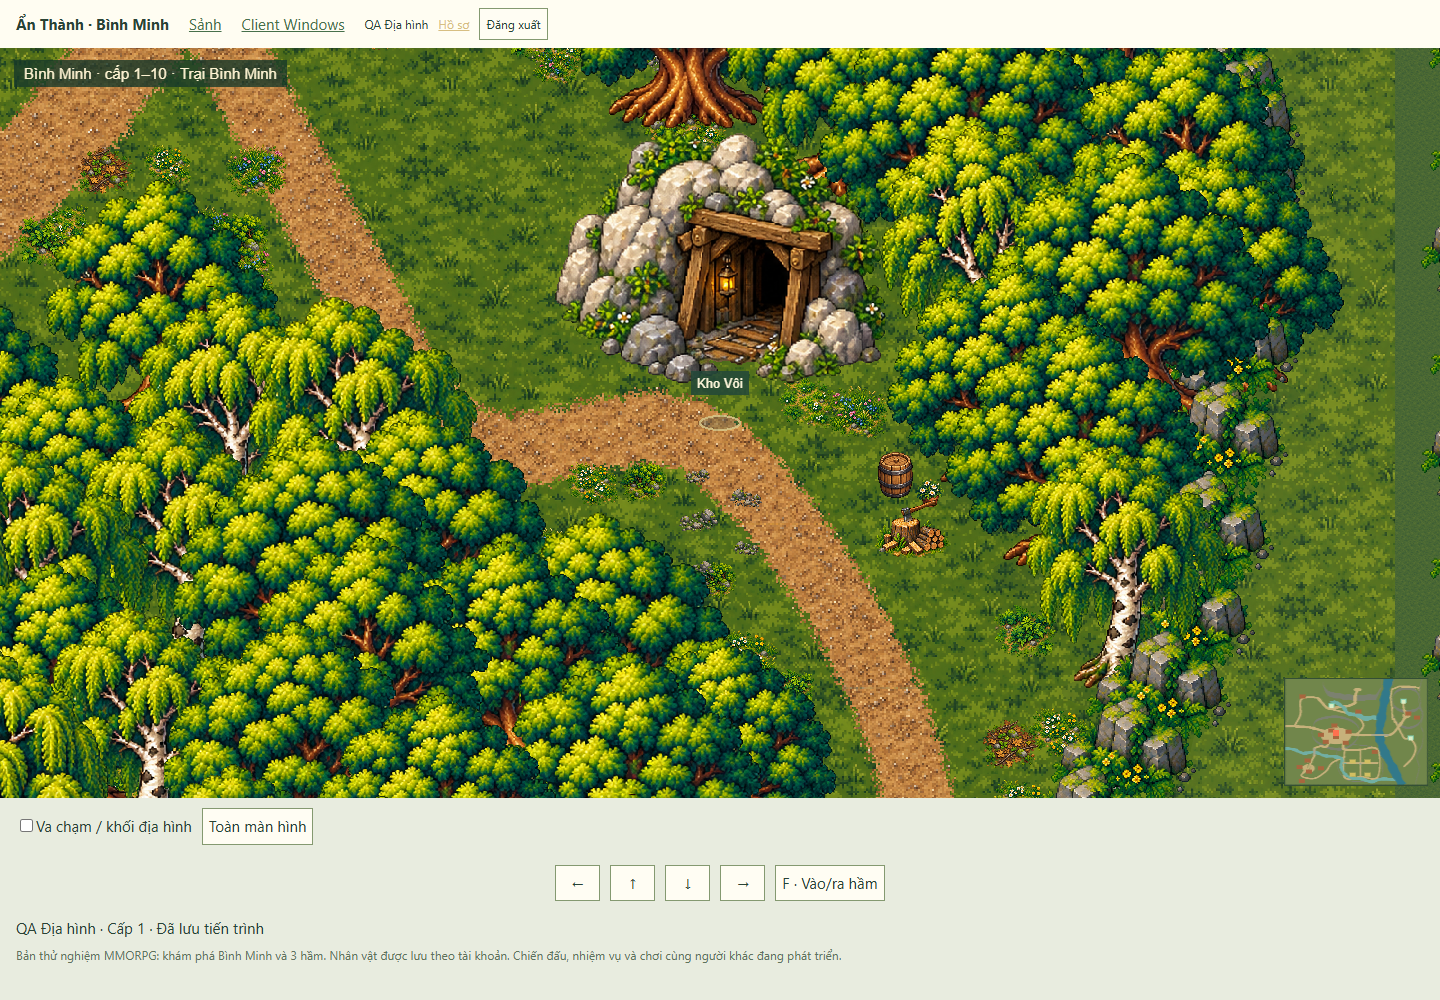 Ẩn Thành · Bình Minh Sảnh Client Windows QA Địa hình Hồ sơ Đăng xuất
Bình Minh · cấp 1–10 · Trại Bình Minh
Kho Vôi
Va chạm / khối địa hình Toàn màn hình
← ↑ ↓ → F · Vào/ra hầm
QA Địa hình · Cấp 1 · Đã lưu tiến trình
Bản thử nghiệm MMORPG: khám phá Bình Minh và 3 hầm. Nhân vật được lưu theo tài khoản. Chiến đấu, nhiệm vụ và chơi cùng người khác đang phát triển.